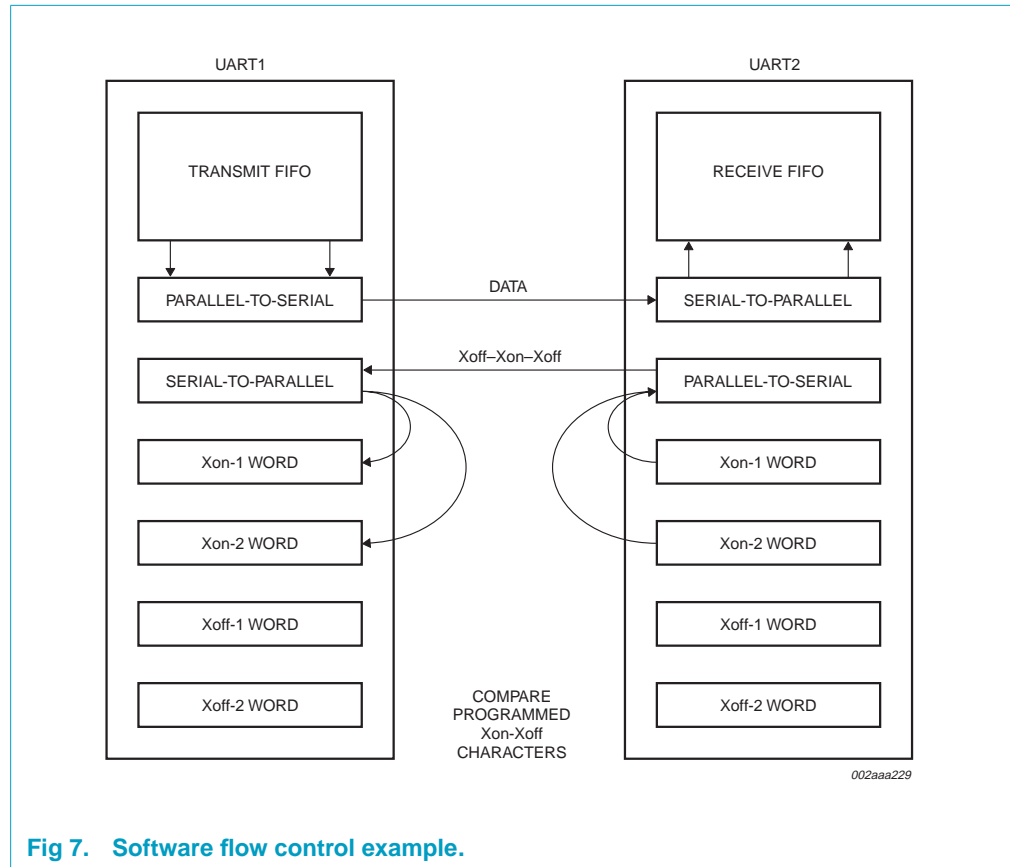 UART1
UART2
TRANSMIT FIFO
RECEIVE FIFO
PARALLEL-TO-SERIAL
DATA
SERIAL-TO-PARALLEL
Xoff–Xon–Xoff
SERIAL-TO-PARALLEL
PARALLEL-TO-SERIAL
Xon-1 WORD
Xon-1 WORD
Xon-2 WORD
Xon-2 WORD
Xoff-1 WORD
Xoff-1 WORD
Xoff-2 WORD
Xoff-2 WORD
COMPARE
PROGRAMMED
Xon-Xoff
CHARACTERS
002aaa229
Fig 7. Software flow control example.